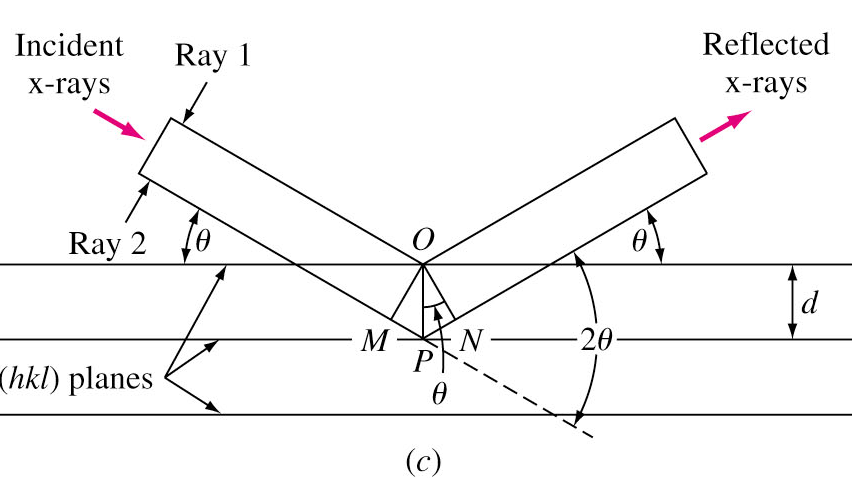 Incident
x-rays
Ray 1
Reflected
x-rays
Ray 2
θ
O
θ
d
M
P
N
2θ
(hkl) planes
θ
(c)